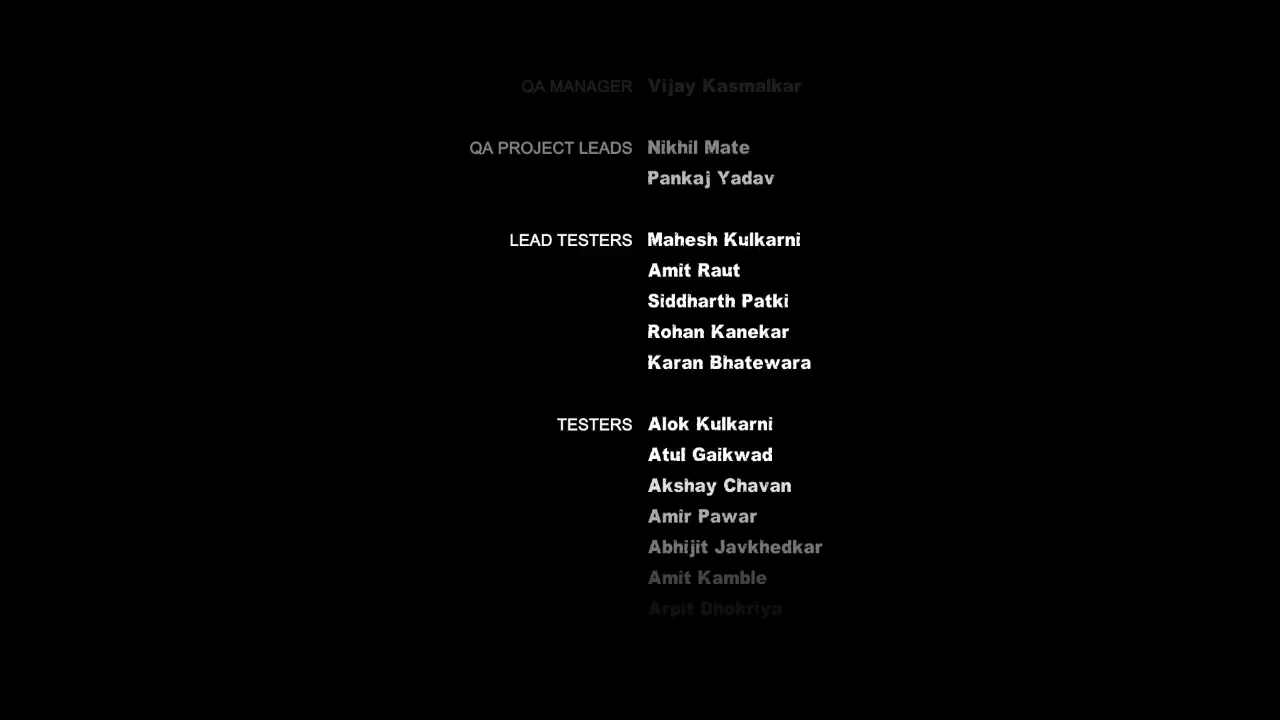 QA MANAGER Vijay Kasmalkar
QA PROJECT LEADS Nikhil Mate
Pankaj Yadav
LEAD TESTERS Mahesh Kulkarni
Amit Raut
Siddharth Patki
Rohan Kanekar
Karan Bhatewara
TESTERS Alok Kulkarni
Atul Gaikwad
Akshay Chavan
Amir Pawar
Abhijit Javkhedkar
Amit Kamble
Arpit Dhokriya